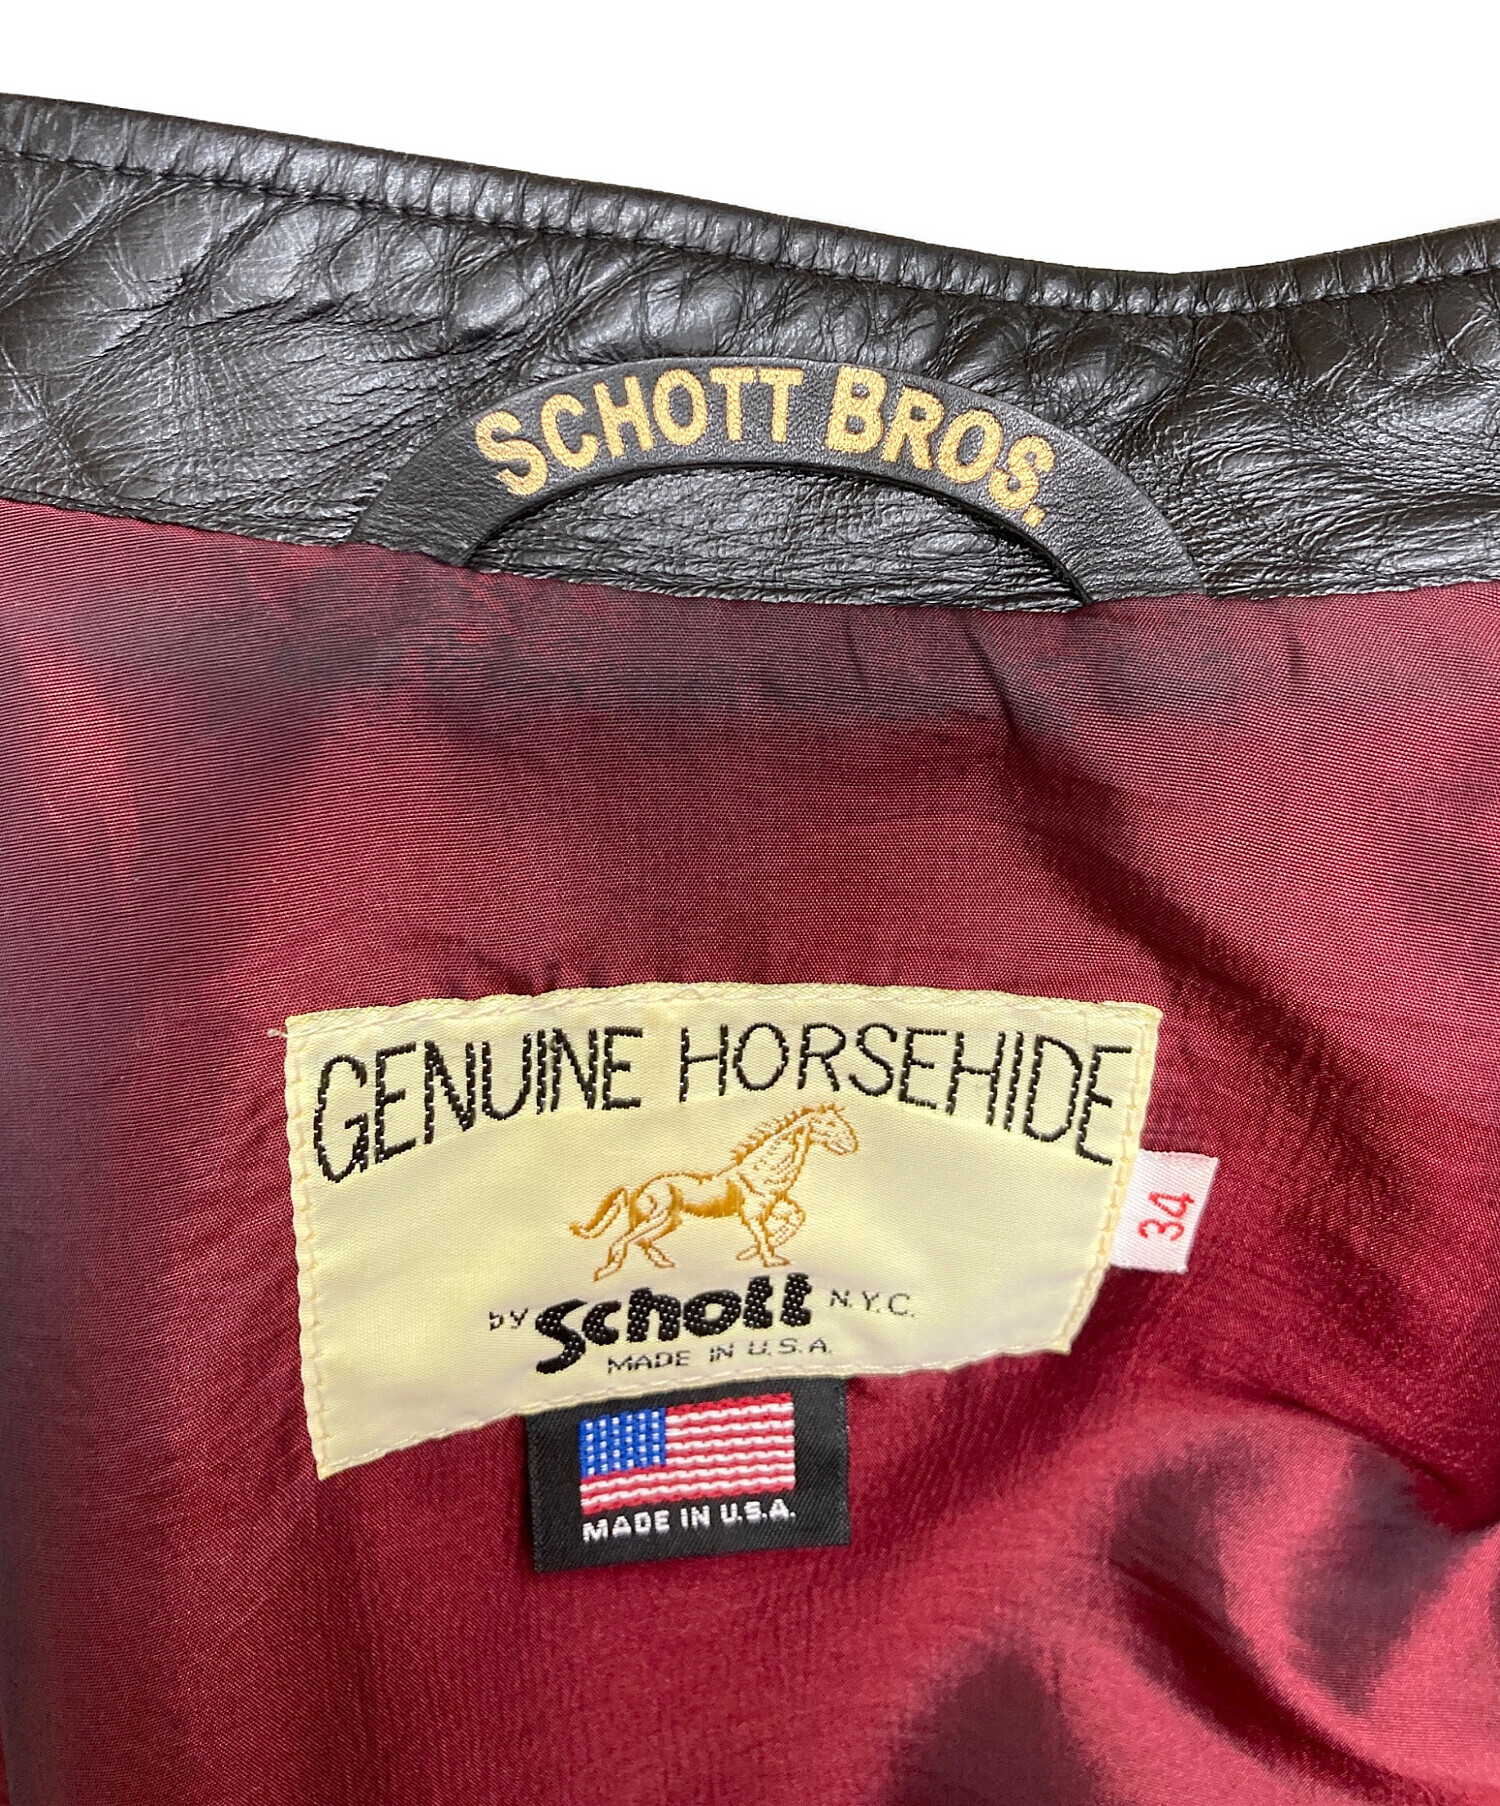 SCHOTT BROS.
GENUINE HORSEHIDE
34
by Schott N.Y.C.
MADE IN U.S.A.
MADE IN U.S.A.